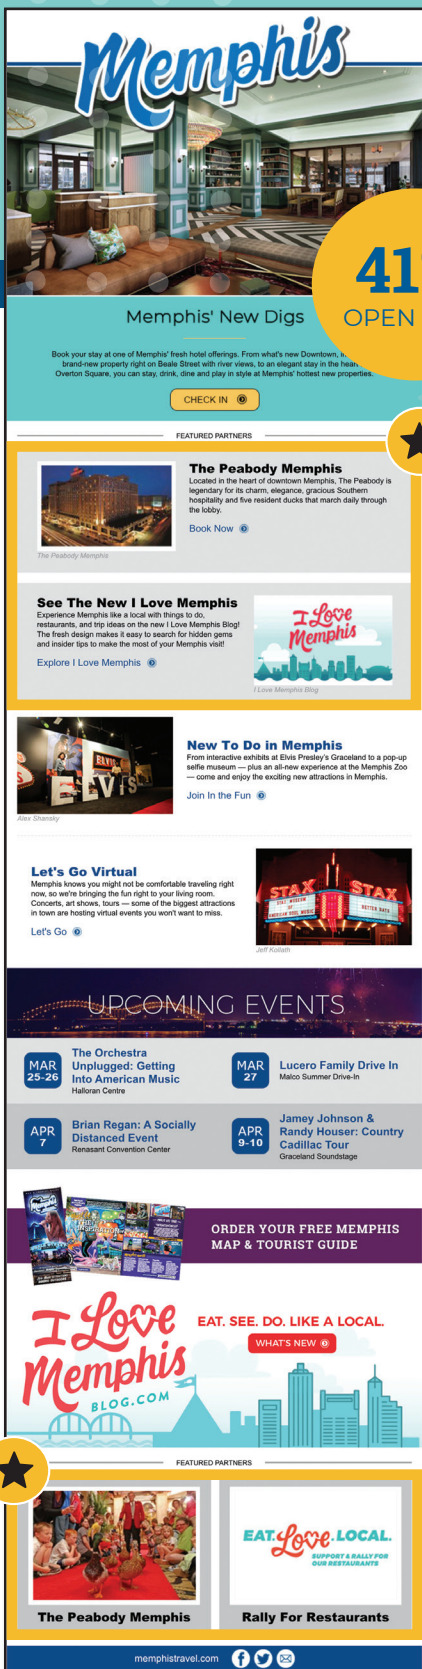 Memphis
41
OPEN
Memphis' New Digs
Book your stay at one of Memphis' fresh hotel offerings. From what's new Downtown,
brand-new property right on Beale Street with river views, to an elegant stay in the
Overton Square, you can stay, drink, dine and play in style at Memphis' hottest new properties.
CHECK IN
FEATURED PARTNERS
The Peabody Memphis
Located in the heart of downtown Memphis, The Peabody is
legendary for its charm, elegance, gracious Southern
hospitality and five resident ducks that march daily through
the lobby.
Book Now
The Peabody Memphis
See The New I Love Memphis
Experience Memphis like a local with things to do,
restaurants, and trip ideas on the new I Love Memphis Blog!
The fresh design makes it easy to search for hidden gems
and insider tips to make the most of your Memphis visit!
Explore I Love Memphis
I Love
Memphis
I Love Memphis Blog
ELVIS
ELVIS
Alex Shansky
New To Do in Memphis
From interactive exhibits at Elvis Presley's Graceland to a pop-up
selfie museum — plus an all-new experience at the Memphis Zoo
— come and enjoy the exciting new attractions in Memphis.
Join In the Fun
Let's Go Virtual
Memphis knows you might not be comfortable traveling right
now, so we're bringing the fun right to your living room.
Concerts, art shows, tours — some of the biggest attractions
in town are hosting virtual events you won't want to miss.
Let's Go
STAX
STAX
STAX MUSEUM
OF
AMERICAN SOUL MUSIC
BETTER DAYS
Jeff Kollath
UPCOMING EVENTS
MAR
25-26
The Orchestra
Unplugged: Getting
Into American Music
Halloran Centre
MAR
27
Lucero Family Drive In
Malco Summer Drive-In
APR
7
Brian Regan: A Socially
Distanced Event
Renasant Convention Center
APR
9-10
Jamey Johnson &
Randy Houser: Country
Cadillac Tour
Graceland Soundstage
Memphis
INSPIRATION
ORDER YOUR FREE MEMPHIS
MAP & TOURIST GUIDE
I Love
Memphis
BLOG.COM
EAT. SEE. DO. LIKE A LOCAL.
WHAT'S NEW
FEATURED PARTNERS
The Peabody Memphis
EAT. Love. LOCAL.
SUPPORT & RALLY FOR
OUR RESTAURANTS
Rally For Restaurants
memphistravel.com